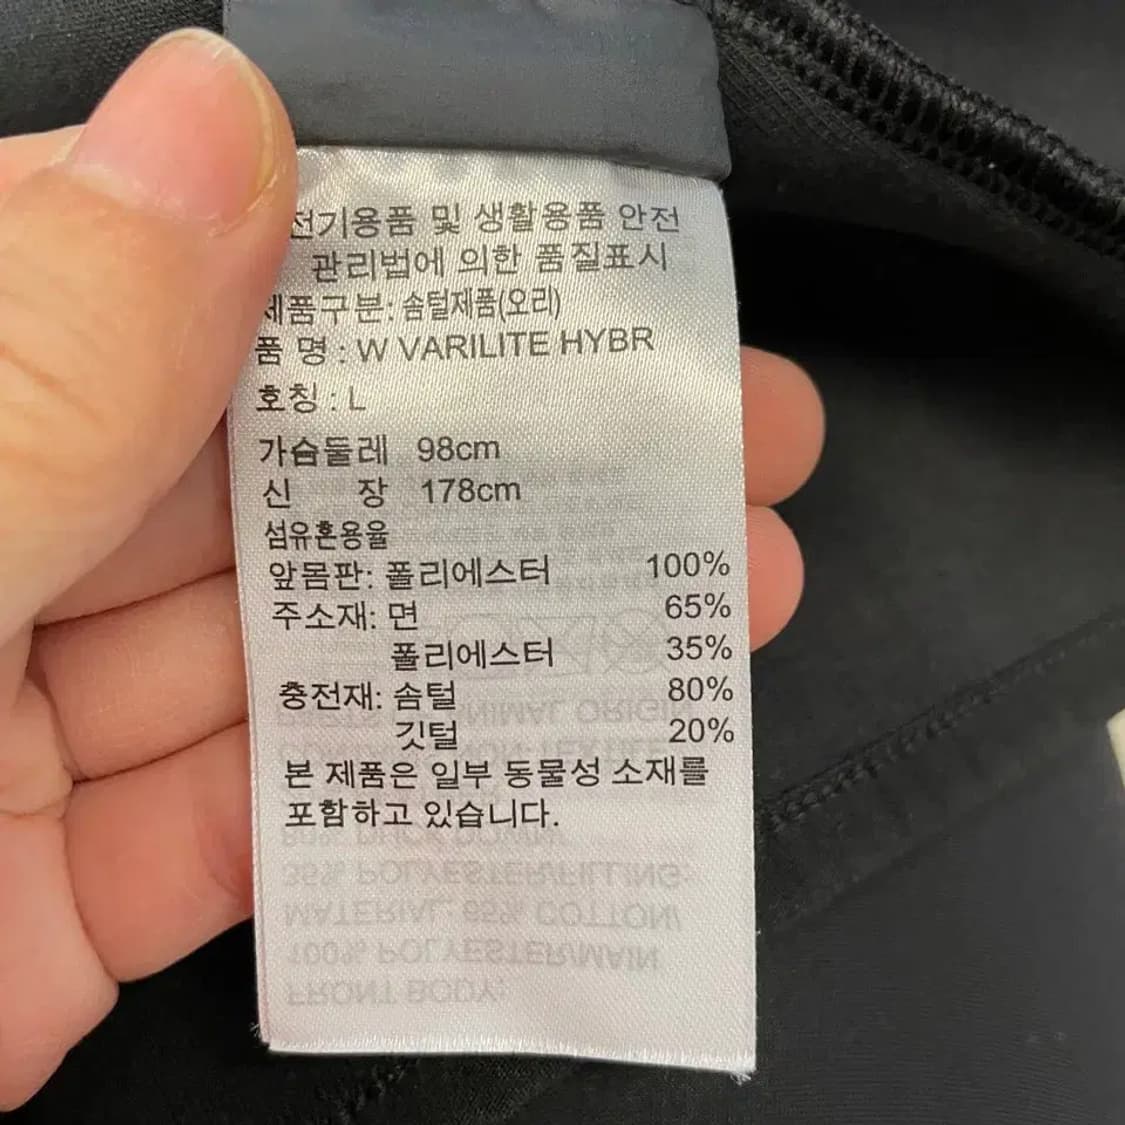 전기용품 및 생활용품 안전
관리법에 의한 품질표시
제품구분: 솜털제품(오리)
품 명 : W VARILITE HYBR
호칭 : L
가슴둘레 98cm
신 장 178cm
섬유혼용율
앞몸판: 폴리에스터 100%
주소재: 면 65%
폴리에스터 35%
충전재: 솜털 80%
깃털 20%
본 제품은 일부 동물성 소재를
포함하고 있습니다.